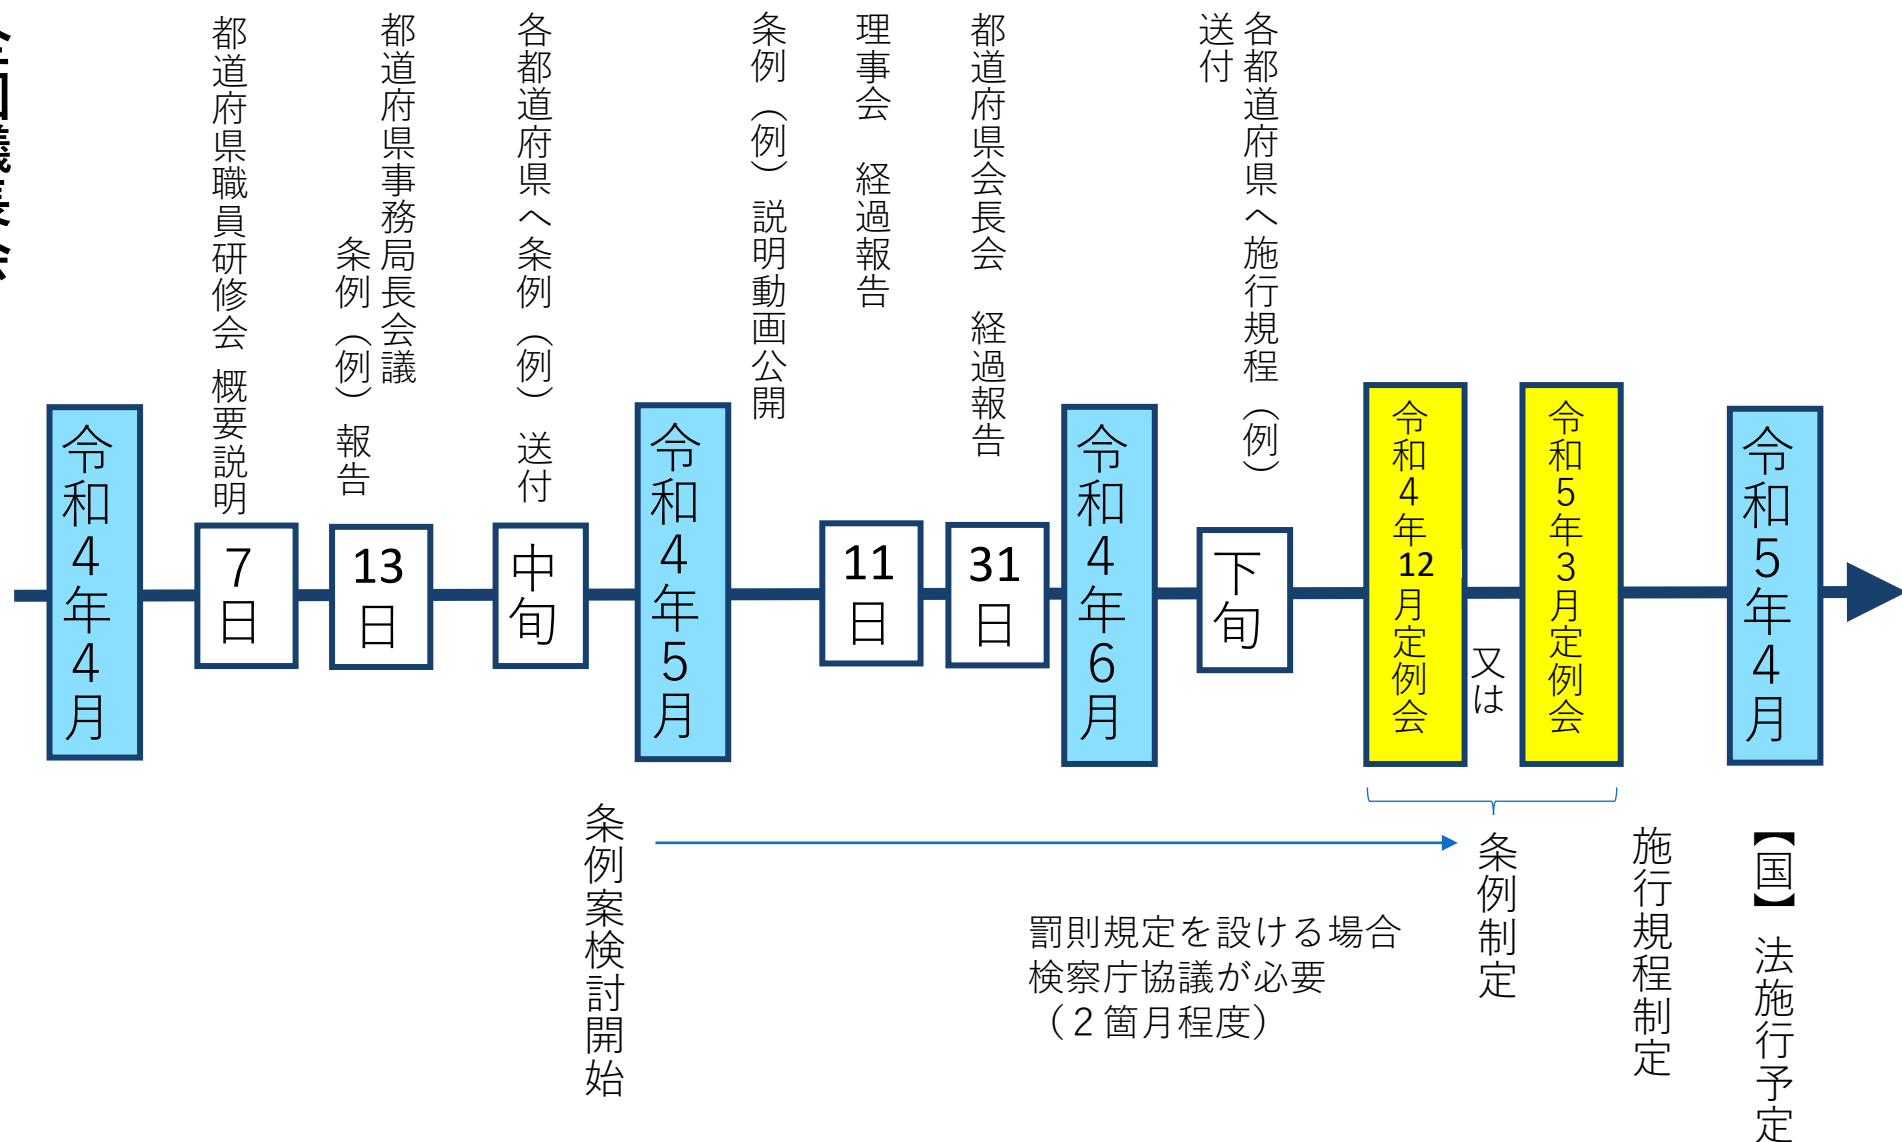 都道府県職員研修会 概要説明
都道府県事務局長会議
条例（例）報告
各都道府県へ条例（例）送付
条例（例）説明動画公開
理事会　経過報告
都道府県会長会　経過報告
各都道府県へ施行規程（例）
送付
令和４年４月
７日
13日
中旬
令和４年５月
11日
31日
令和４年６月
下旬
令和４年12月定例会
又は
令和５年３月定例会
令和５年４月
条例案検討開始
罰則規定を設ける場合
検察庁協議が必要
（２箇月程度）
条例制定
施行規程制定
【国】法施行予定